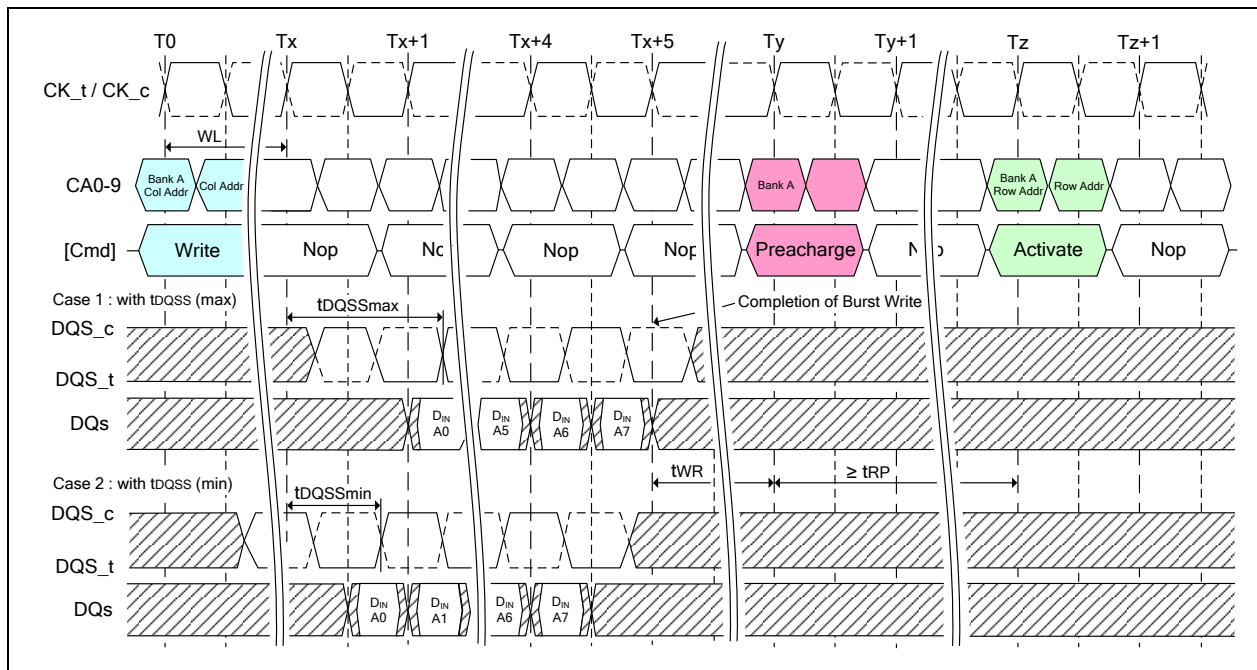 T0 Tx Tx+1 Tx+4 Tx+5 Ty Ty+1 Tz Tz+1
CK_t / CK_c
WL
CA0-9
Bank A
Col Addr
Col Addr
Bank A
Bank A
Row Addr
Row Addr
[Cmd] Write Nop Nop Nop Nop Preacharge Nop Activate Nop
Case 1 : with tDQSS (max)
tDQSSmax
Completion of Burst Write
DQS_c
DQS_t
DQs
DIN A0
DIN A5
DIN A6
DIN A7
tWR
≥ tRP
Case 2 : with tDQSS (min)
tDQSSmin
DQS_c
DQS_t
DQs
DIN A0
DIN A1
DIN A6
DIN A7